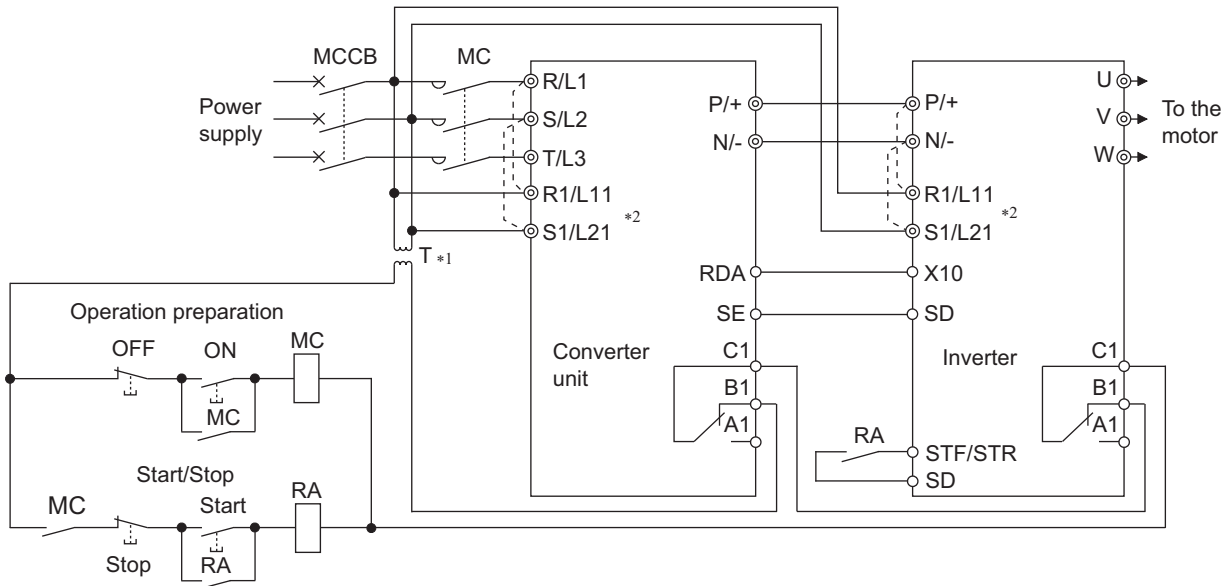 MCCB
MC
Power
supply
R/L1
S/L2
T/L3
R1/L11
*2
S1/L21
P/+
N/-
P/+
N/-
R1/L11
*2
S1/L21
U
V
W
To the
motor
T *1
RDA
SE
X10
SD
Converter
unit
C1
B1
A1
Inverter
C1
B1
A1
RA
STF/STR
SD
Operation preparation
OFF
ON
MC
MC
Start/Stop
MC
Stop
Start
RA
RA